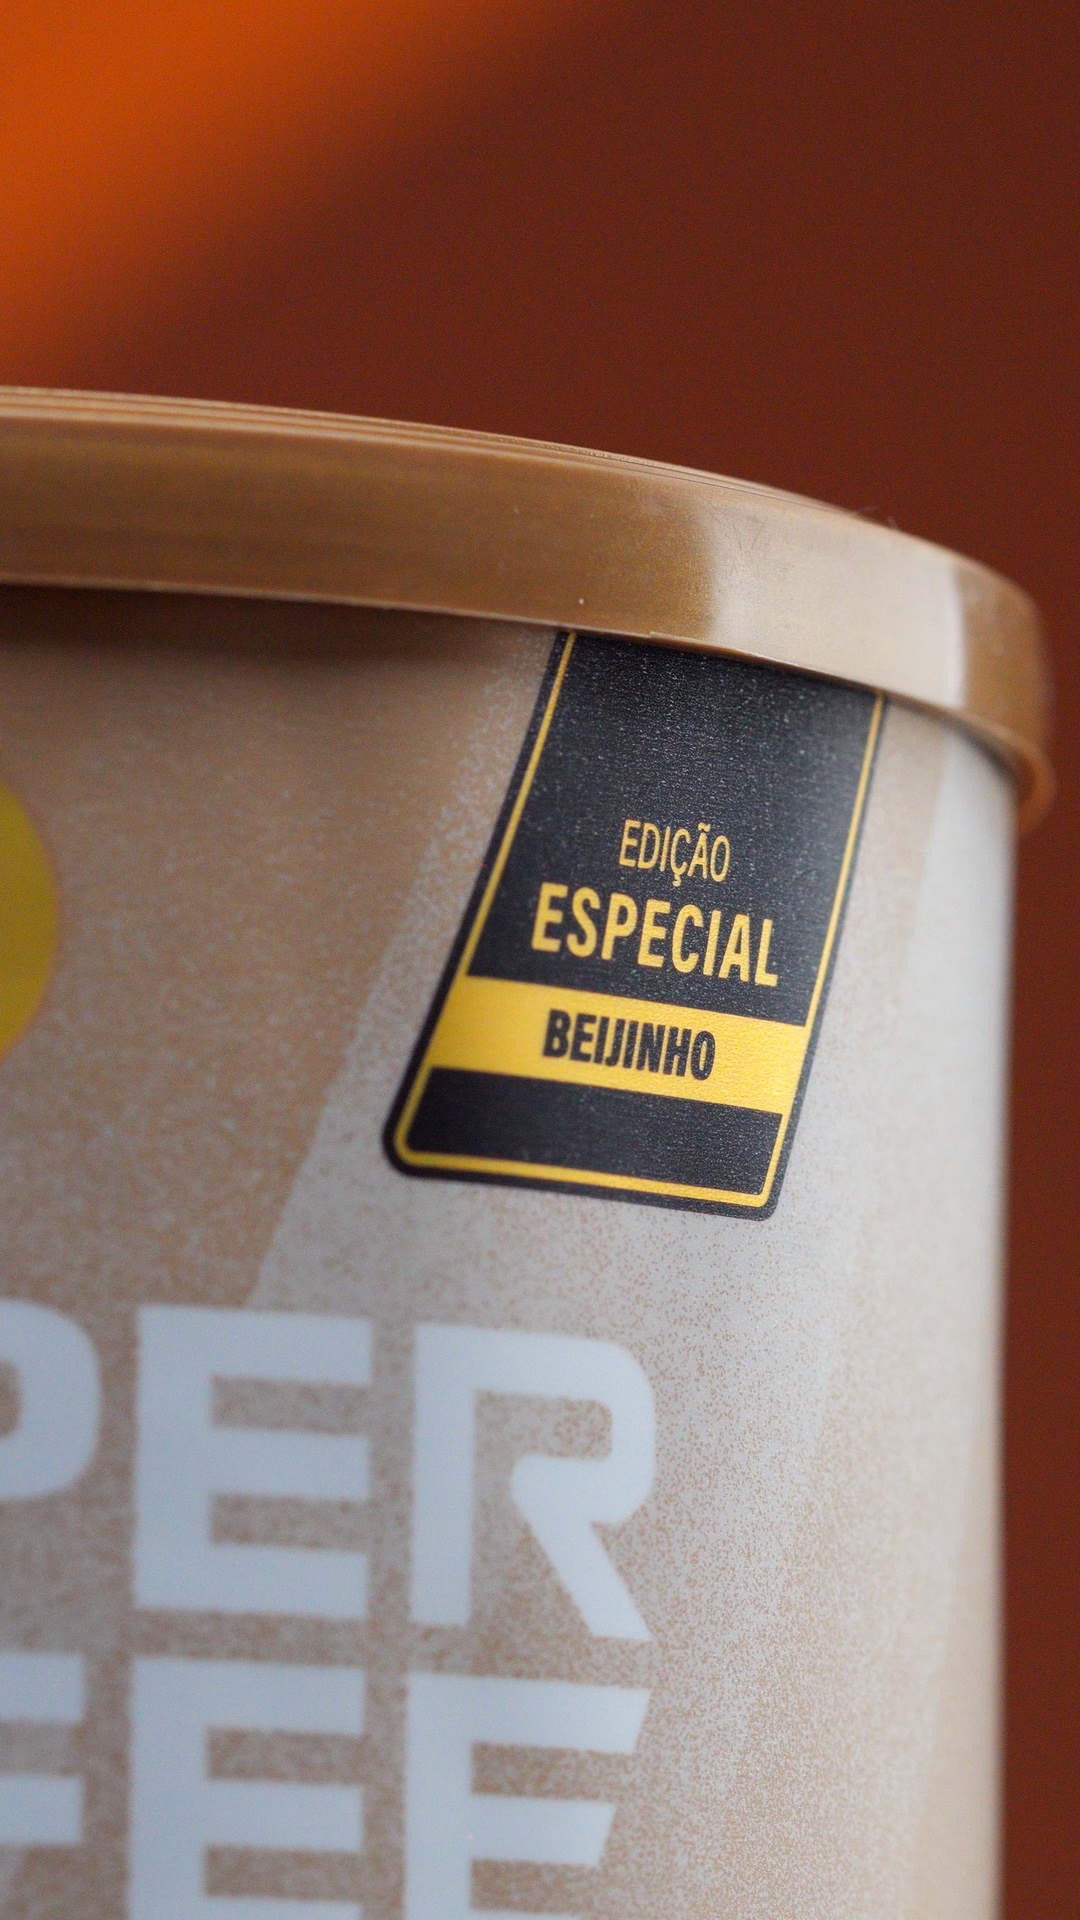 EDIÇÃO
ESPECIAL
BEIJINHO
PER
FEE